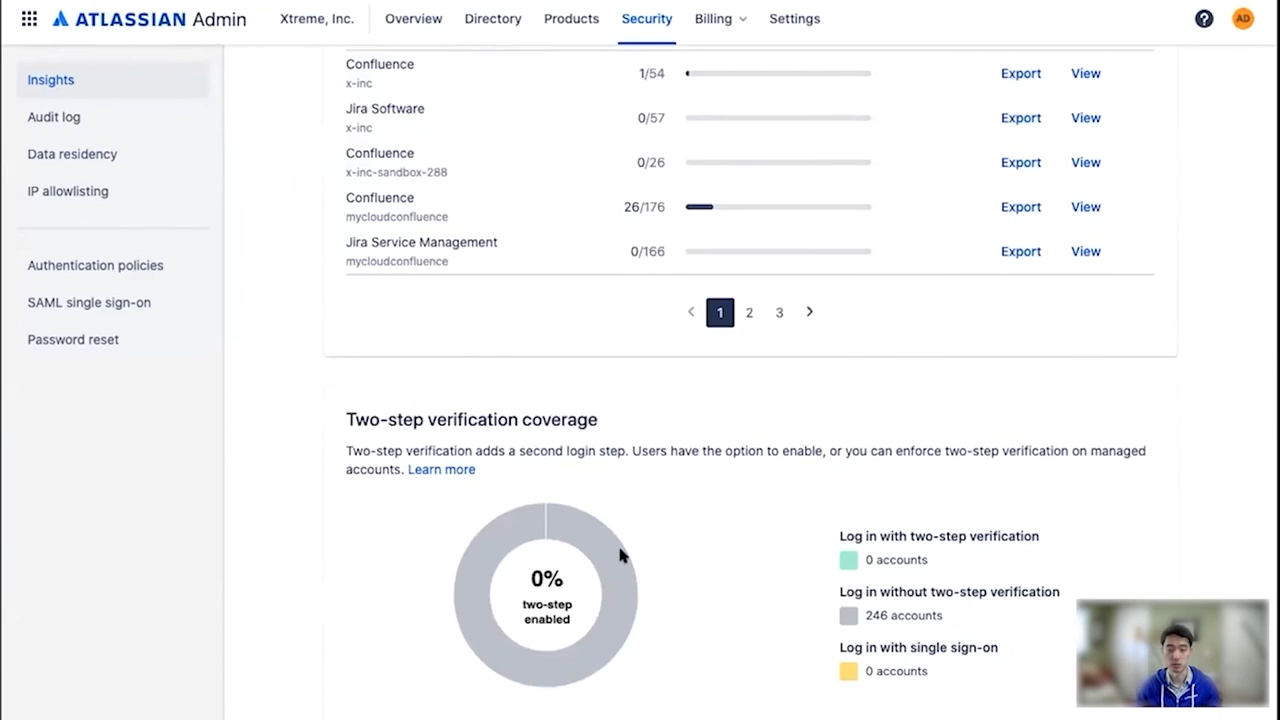 ATLASSIAN Admin
Xtreme, Inc.
Overview
Directory
Products
Security
Billing
Settings
?
AD
Insights
Audit log
Data residency
IP allowlisting
Authentication policies
SAML single sign-on
Password reset
Confluence
x-inc
1/54
Export
View
Jira Software
x-inc
0/57
Export
View
Confluence
x-inc-sandbox-288
0/26
Export
View
Confluence
mycloudconfluence
26/176
Export
View
Jira Service Management
mycloudconfluence
0/166
Export
View
1
2
3
Two-step verification coverage
Two-step verification adds a second login step. Users have the option to enable, or you can enforce two-step verification on managed
accounts. Learn more
0%
two-step
enabled
Log in with two-step verification
0 accounts
Log in without two-step verification
246 accounts
Log in with single sign-on
0 accounts